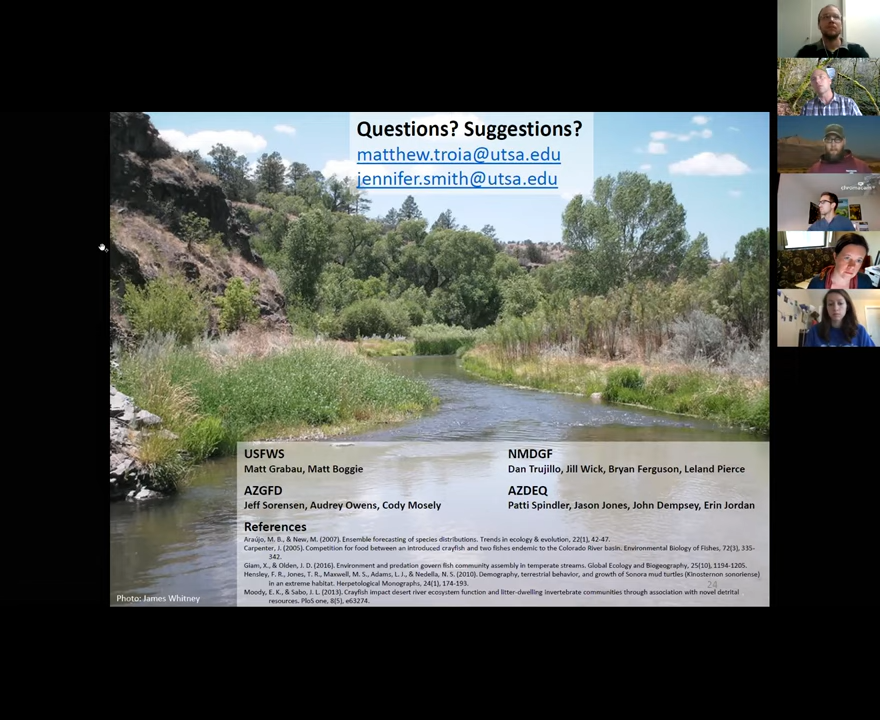 Questions? Suggestions?
matthew.troia@utsa.edu
jennifer.smith@utsa.edu
USFWS
Matt Grabau, Matt Boggie
NMDGF
Dan Trujillo, Jill Wick, Bryan Ferguson, Leland Pierce
AZGFD
Jeff Sorensen, Audrey Owens, Cody Mosely
AZDEQ
Patti Spindler, Jason Jones, John Dempsey, Erin Jordan
References
Araújo, M. B., & New, M. (2007). Ensemble forecasting of species distributions. Trends in ecology & evolution, 22(1), 42-47.
Carpenter, J. (2005). Competition for food between an introduced crayfish and two fishes endemic to the Colorado River basin. Environmental Biology of Fishes, 72(3), 335-
342.
Giam, X., & Olden, J. D. (2016). Environment and predation govern fish community assembly in temperate streams. Global Ecology and Biogeography, 25(10), 1194-1205.
Hensley, F. R., Jones, T. R., Maxwell, M. S., Adams, L. J., & Nedella, N. S. (2010). Demography, terrestrial behavior, and growth of Sonora mud turtles (Kinosternon sonoriense)
in an extreme habitat. Herpetological Monographs, 24(1), 174-193.
24
Moody, E. K., & Sabo, J. L. (2013). Crayfish impact desert river ecosystem function and litter-dwelling invertebrate communities through association with novel detrital
resources. PloS one, 8(5), e63274.
Photo: James Whitney